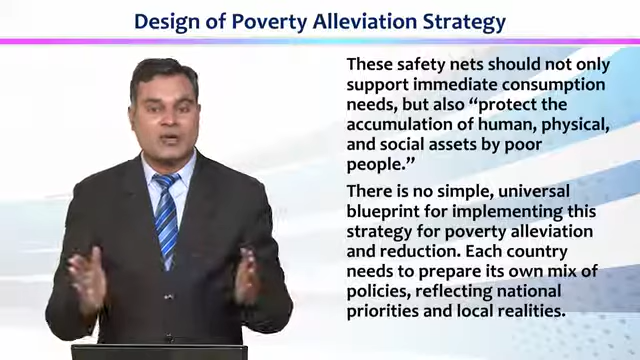 Design of Poverty Alleviation Strategy
These safety nets should not only
support immediate consumption
needs, but also “protect the
accumulation of human, physical,
and social assets by poor
people.”
There is no simple, universal
blueprint for implementing this
strategy for poverty alleviation
and reduction. Each country
needs to prepare its own mix of
policies, reflecting national
priorities and local realities.